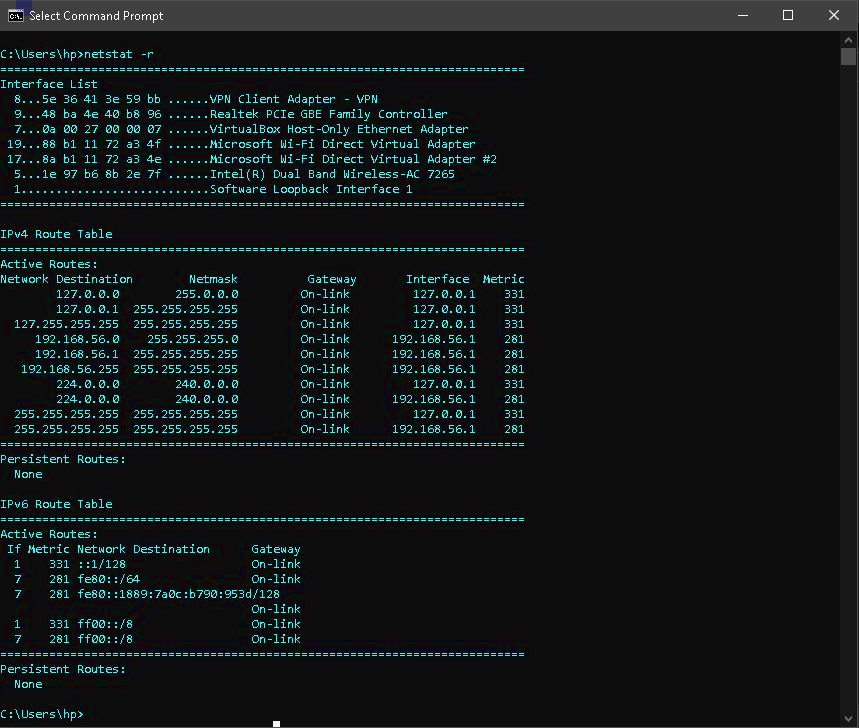 Select Command Prompt
C:\Users\hp>netstat -r
===========================================================================
Interface List
  8...5e 36 41 3e 59 bb ......VPN Client Adapter - VPN
  9...48 ba 4e 40 b8 96 ......Realtek PCIe GBE Family Controller
  7...0a 00 27 00 00 07 ......VirtualBox Host-Only Ethernet Adapter
 19...88 b1 11 72 a3 4f ......Microsoft Wi-Fi Direct Virtual Adapter
 17...8a b1 11 72 a3 4e ......Microsoft Wi-Fi Direct Virtual Adapter #2
  5...1e 97 b6 8b 2e 7f ......Intel(R) Dual Band Wireless-AC 7265
  1...........................Software Loopback Interface 1
===========================================================================
IPv4 Route Table
===========================================================================
Active Routes:
Network Destination        Netmask          Gateway       Interface  Metric
        127.0.0.0        255.0.0.0         On-link         127.0.0.1    331
        127.0.0.1  255.255.255.255         On-link         127.0.0.1    331
  127.255.255.255  255.255.255.255         On-link         127.0.0.1    331
     192.168.56.0    255.255.255.0         On-link      192.168.56.1    281
     192.168.56.1  255.255.255.255         On-link      192.168.56.1    281
   192.168.56.255  255.255.255.255         On-link      192.168.56.1    281
        224.0.0.0        240.0.0.0         On-link         127.0.0.1    331
        224.0.0.0        240.0.0.0         On-link      192.168.56.1    281
  255.255.255.255  255.255.255.255         On-link         127.0.0.1    331
  255.255.255.255  255.255.255.255         On-link      192.168.56.1    281
===========================================================================
Persistent Routes:
  None
IPv6 Route Table
===========================================================================
Active Routes:
 If Metric Network Destination      Gateway
  1    331 ::1/128                  On-link
  7    281 fe80::/64                On-link
  7    281 fe80::1889:7a0c:b790:953d/128
                                    On-link
  1    331 ff00::/8                 On-link
  7    281 ff00::/8                 On-link
===========================================================================
Persistent Routes:
  None
C:\Users\hp>